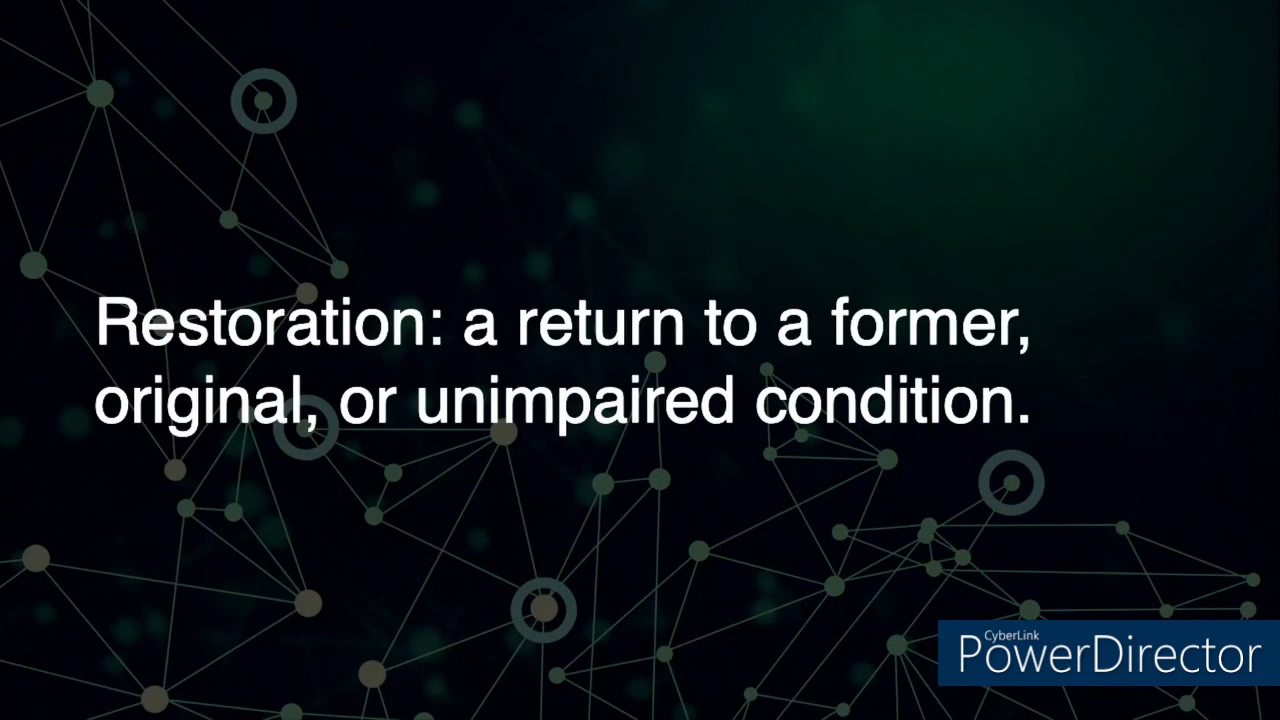 Restoration: a return to a former,
original, or unimpaired condition.
CyberLink
PowerDirector